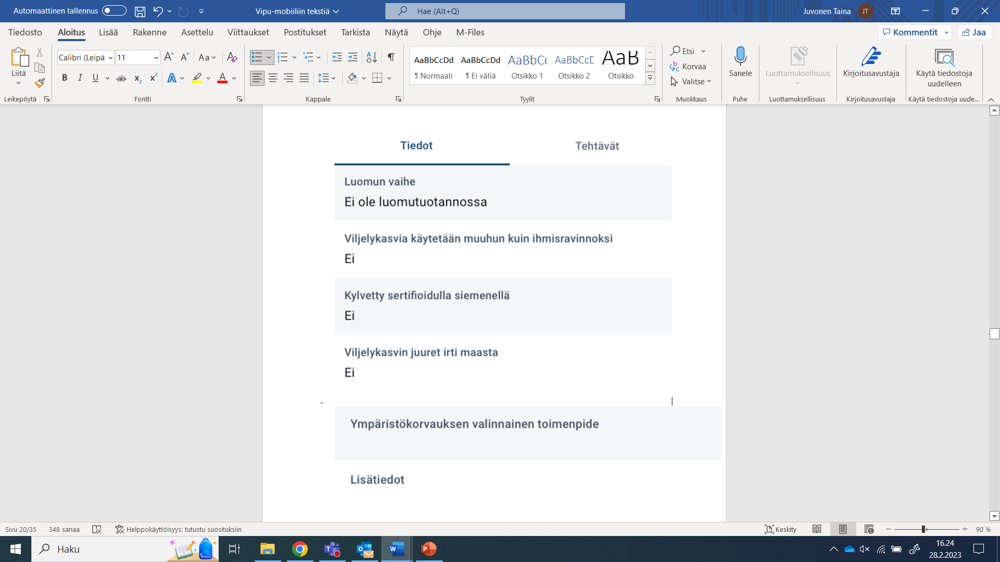 Automaattinen tallennus
Vipu-mobiiliin tekstiä
Hae (Alt+Q)
Juvonen Taina
JT
Tiedosto Aloitus Lisää Rakenne Asettelu Viittaukset Postitukset Tarkista Näytä Ohje M-Files
Kommentit
Jaa
Liitä
Leikepöytä
Calibri (Leipä
11
Fontti
Kappale
AaBbCcDd AaBbCcDd AaBbCc AaBbCcD AaB
¶ Normaali ¶ Ei väliä Otsikko 1 Otsikko 2 Otsikko
Tyylit
Etsi
Korvaa
Valitse
Muokkaus
Sanele
Puhe
Luottamuksellisuus
Luottamuksellisuus
Kirjoitusavustaja
Kirjoitusavustaja
Käytä tiedostoja
uudelleen
Käytä tiedostoja uude...
Tiedot Tehtävät
Luomun vaihe
Ei ole luomutuotannossa
Viljelykasvia käytetään muuhun kuin ihmisravinnoksi
Ei
Kylvetty sertifioidulla siemenellä
Ei
Viljelykasvin juuret irti maasta
Ei
-
Ympäristökorvauksen valinnainen toimenpide
Lisätiedot
Sivu 20/35 348 sanaa Helppokäyttöisyys: tutustu suosituksiin Keskity 90 %
Haku
16.24
28.2.2023